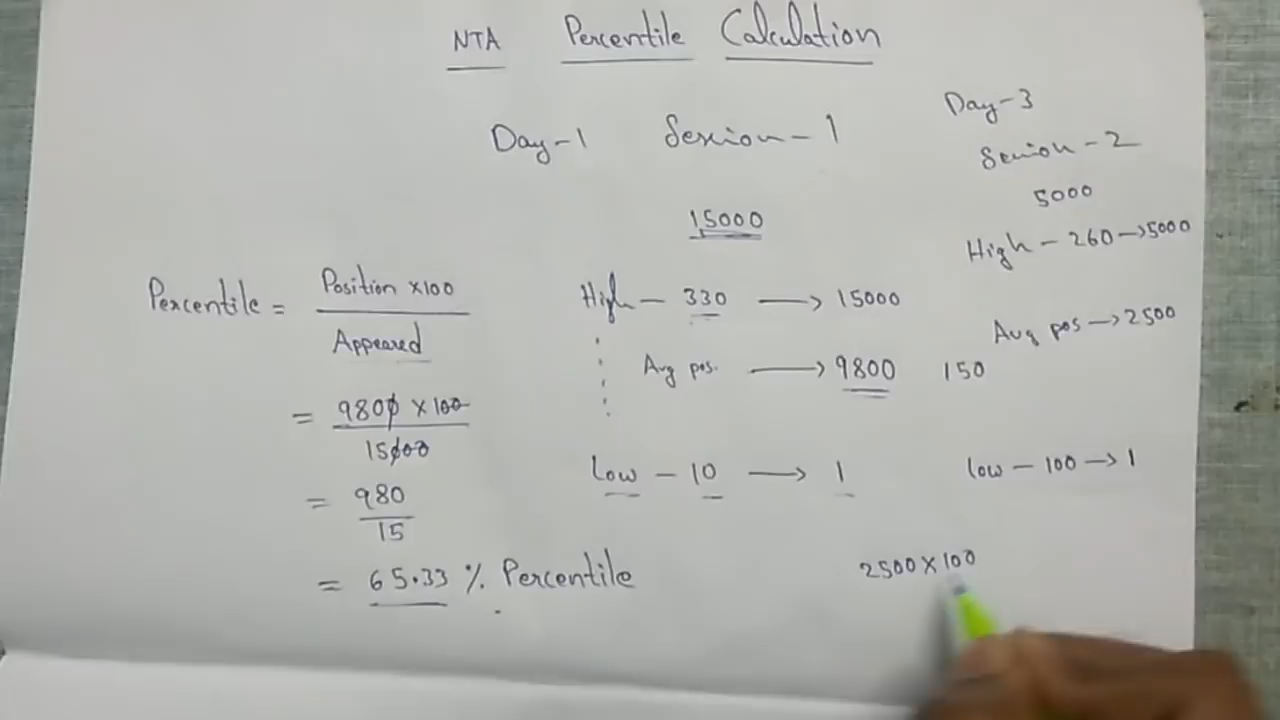 NTA Percentile Calculation
Day-1 Session-1
15000
Percentile = Position x100
Appeared
= 9800 x 100
15000
= 980
15
= 65.33 % Percentile
High - 330 → 15000
Avg pos. → 9800 150
Low - 10 → 1
Day-3
Session-2
5000
High - 260 → 5000
Avg pos → 2500
low - 100 → 1
2500 x 100